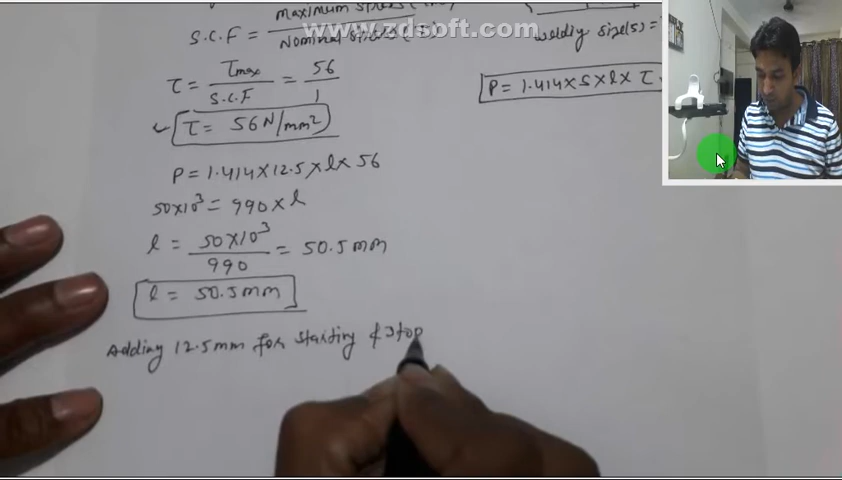 maximum stress
S.C.F =
Nominal stress
www.zdsoft.com
weldly size(s) =
τ = τmax / S.C.F = 56 / 1
P = 1.414 × S × l × τ
τ = 56 N/mm²
P = 1.414 × 12.5 × l × 56
50×10³ = 990 × l
l = 50×10³ / 990 = 50.5 mm
l = 50.5 mm
Adding 12.5 mm for starting & stop